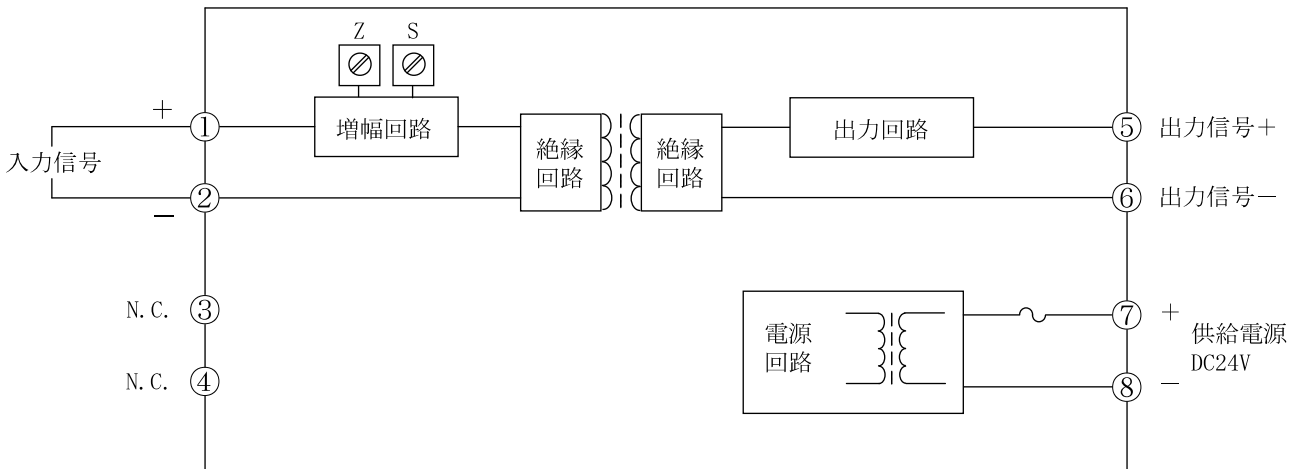 Z
S
+
①
増幅回路
絶縁
回路
絶縁
回路
出力回路
⑤
出力信号+
入力信号
②
−
⑥
出力信号−
N.C.
③
電源
回路
⑦
+
供給電源
DC24V
N.C.
④
⑧
−